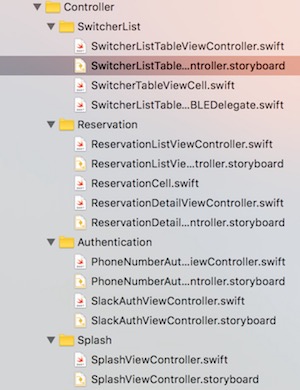 Controller
SwitcherList
SwitcherListTableViewController.swift
SwitcherListTable...ntroller.storyboard
SwitcherTableViewCell.swift
SwitcherListTable...BLEDelegate.swift
Reservation
ReservationListViewController.swift
ReservationListVie...troller.storyboard
ReservationCell.swift
ReservationDetailViewController.swift
ReservationDetail...ntroller.storyboard
Authentication
PhoneNumberAut...iewController.swift
PhoneNumberAut...ntroller.storyboard
SlackAuthViewController.swift
SlackAuthViewController.storyboard
Splash
SplashViewController.swift
SplashViewController.storyboard